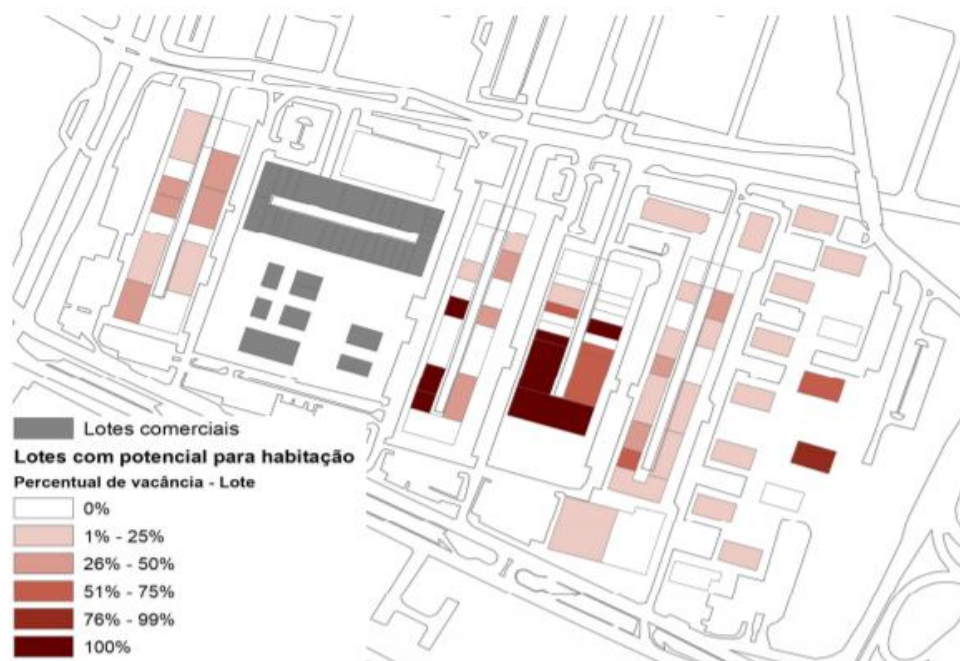 Lotes comerciais
Lotes com potencial para habitação
Percentual de vacância - Lote
0%
1% - 25%
26% - 50%
51% - 75%
76% - 99%
100%